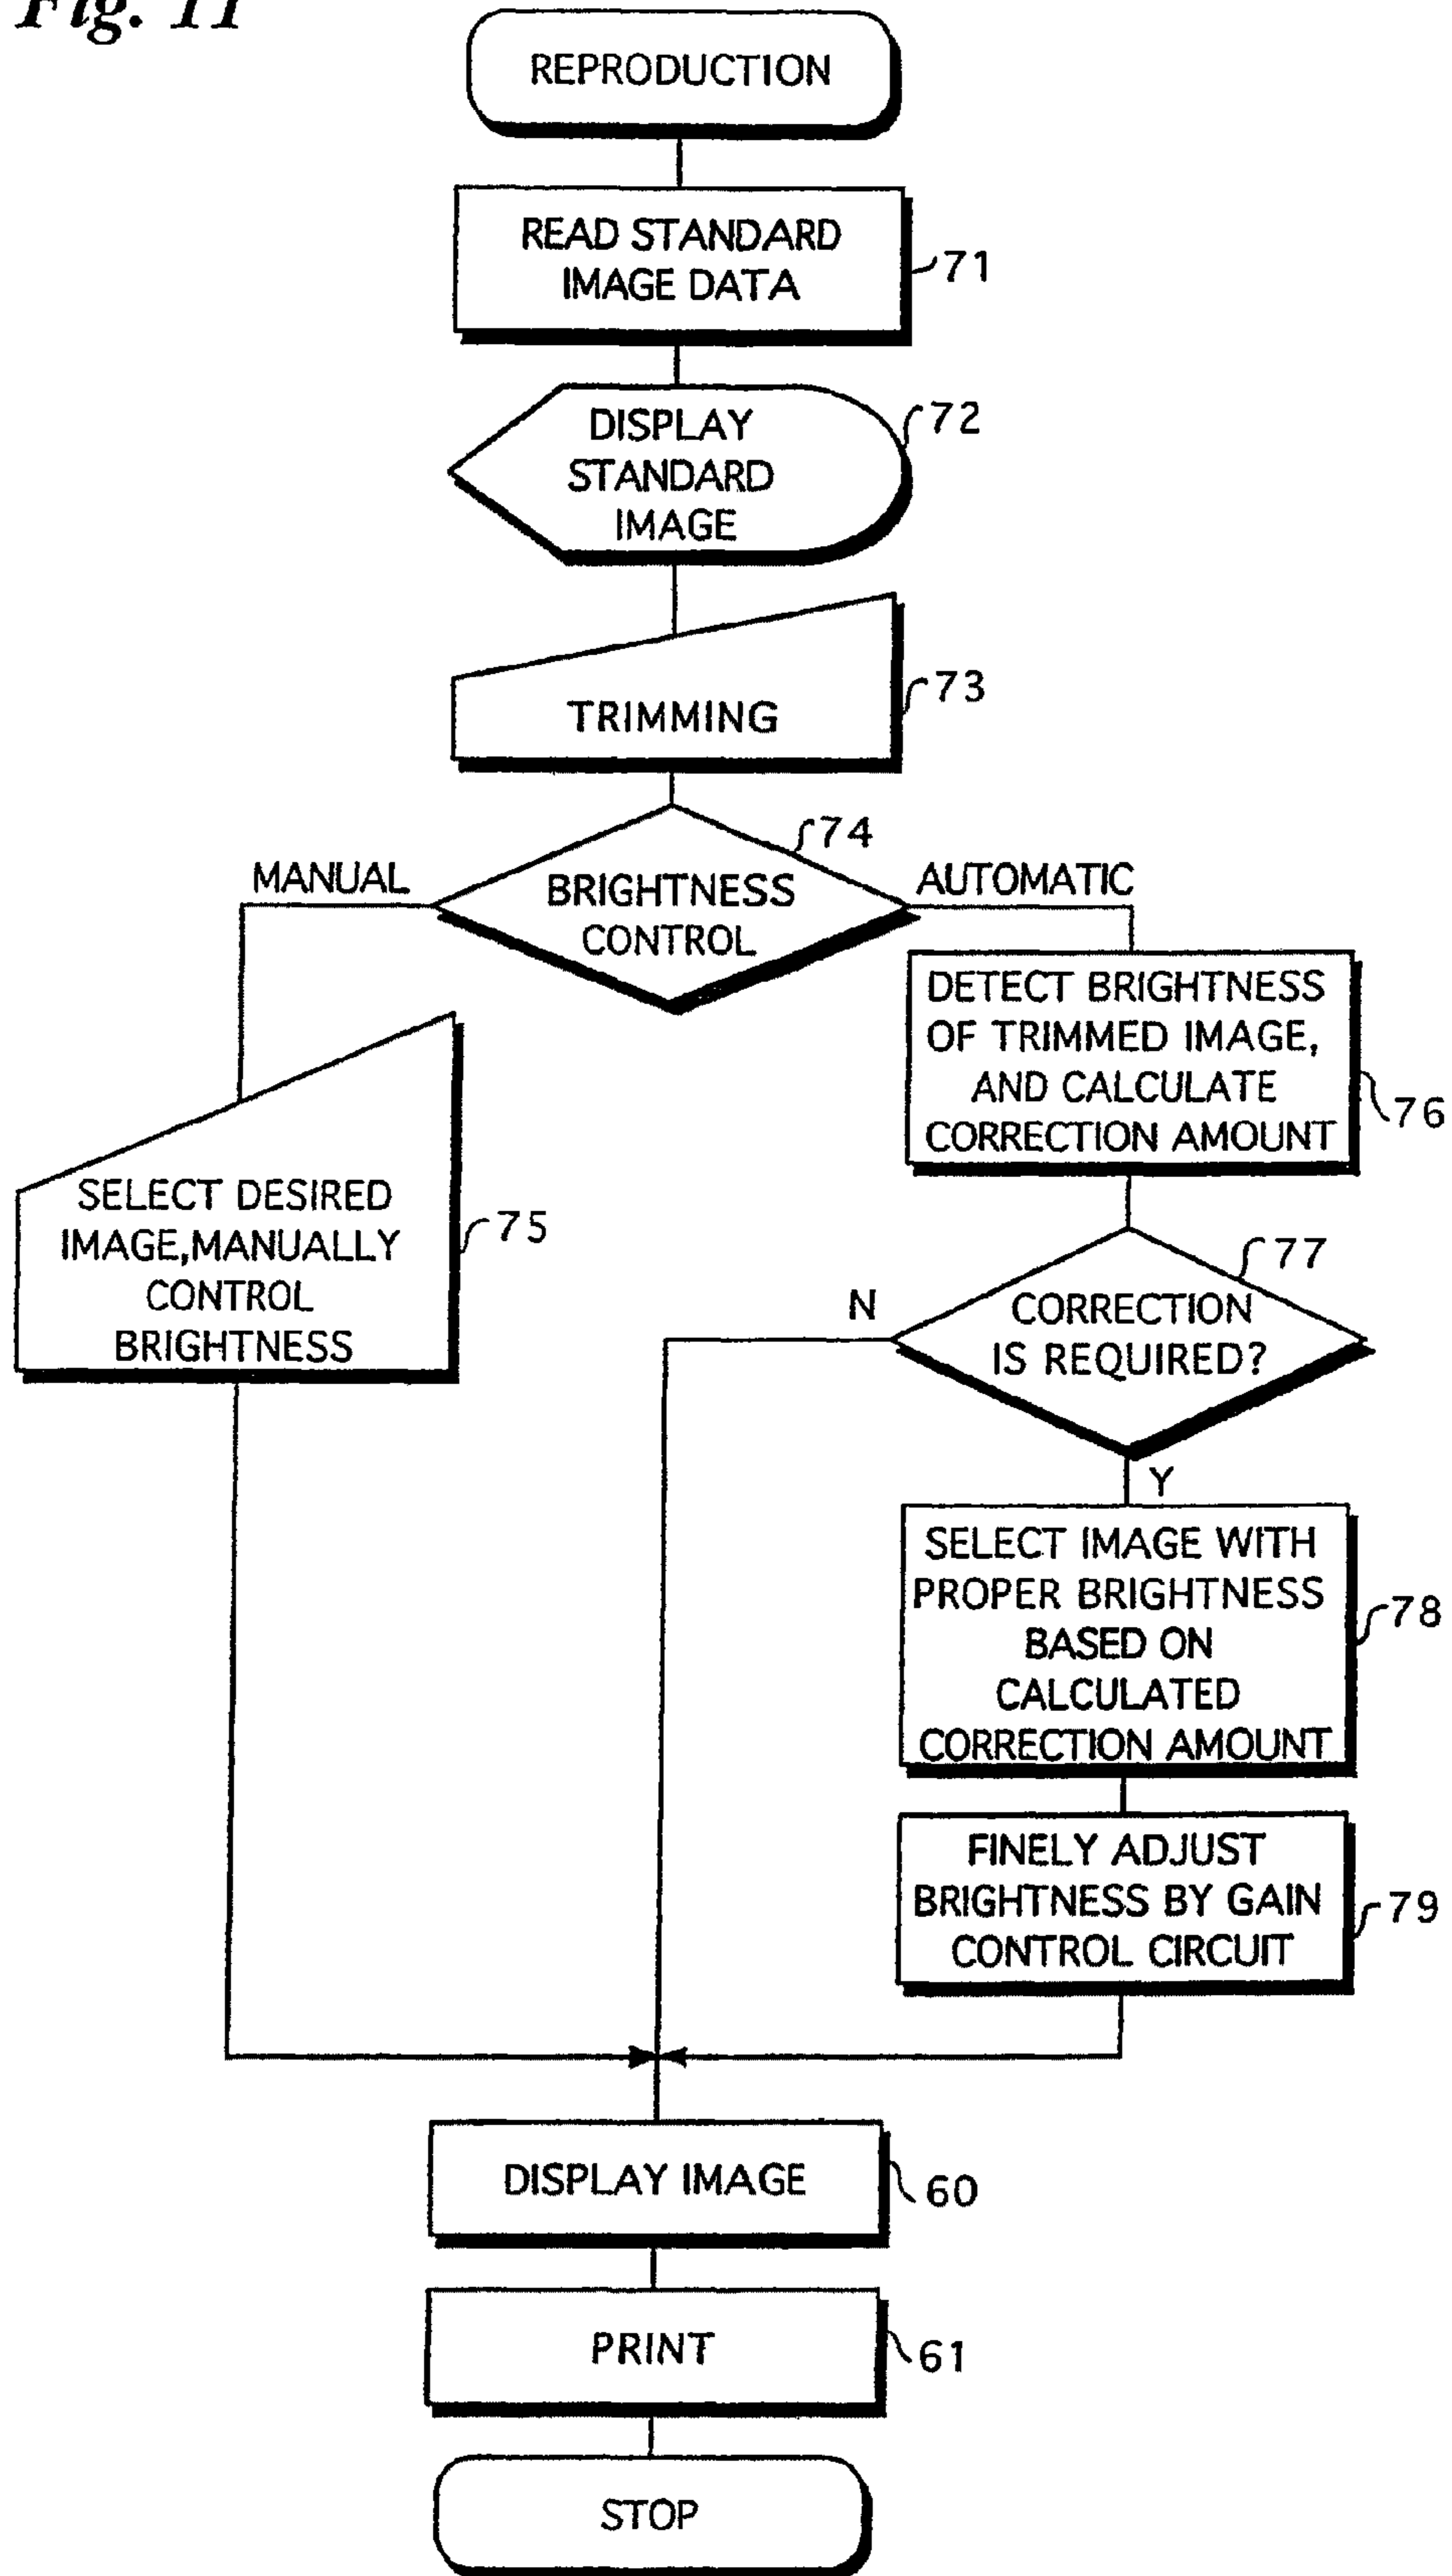 Fig. 11
REPRODUCTION
READ STANDARD
IMAGE DATA
71
DISPLAY
STANDARD
IMAGE
72
TRIMMING
73
BRIGHTNESS
CONTROL
74
MANUAL
AUTOMATIC
SELECT DESIRED
IMAGE,MANUALLY
CONTROL
BRIGHTNESS
75
DETECT BRIGHTNESS
OF TRIMMED IMAGE,
AND CALCULATE
CORRECTION AMOUNT
76
CORRECTION
IS REQUIRED?
77
N
Y
SELECT IMAGE WITH
PROPER BRIGHTNESS
BASED ON
CALCULATED
CORRECTION AMOUNT
78
FINELY ADJUST
BRIGHTNESS BY GAIN
CONTROL CIRCUIT
79
DISPLAY IMAGE
60
PRINT
61
STOP